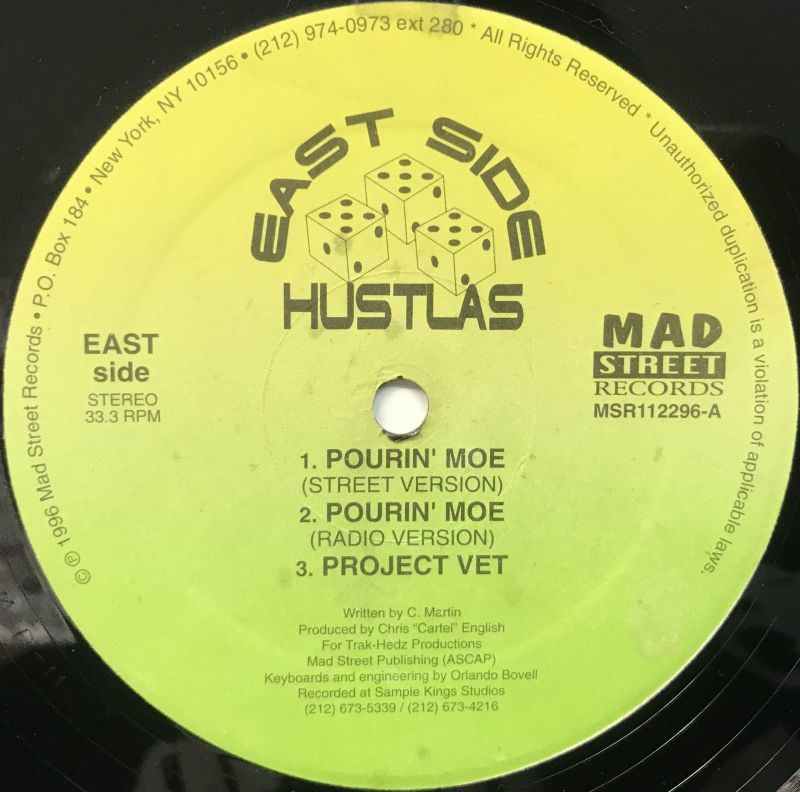 © ℗ 1996 Mad Street Records • P.O. Box 184 • New York, NY 10156 • (212) 974-0973 ext 280 * All Rights Reserved * Unauthorized duplication is a violation of applicable laws.
EAST SIDE
HUSTLAS
EAST
side
STEREO
33.3 RPM
MAD
STREET
RECORDS
MSR112296-A
1. POURIN' MOE
(STREET VERSION)
2. POURIN' MOE
(RADIO VERSION)
3. PROJECT VET
Written by C. Martin
Produced by Chris "Cartel" English
For Trak-Hedz Productions
Mad Street Publishing (ASCAP)
Keyboards and engineering by Orlando Bovell
Recorded at Sample Kings Studios
(212) 673-5339 / (212) 673-4216